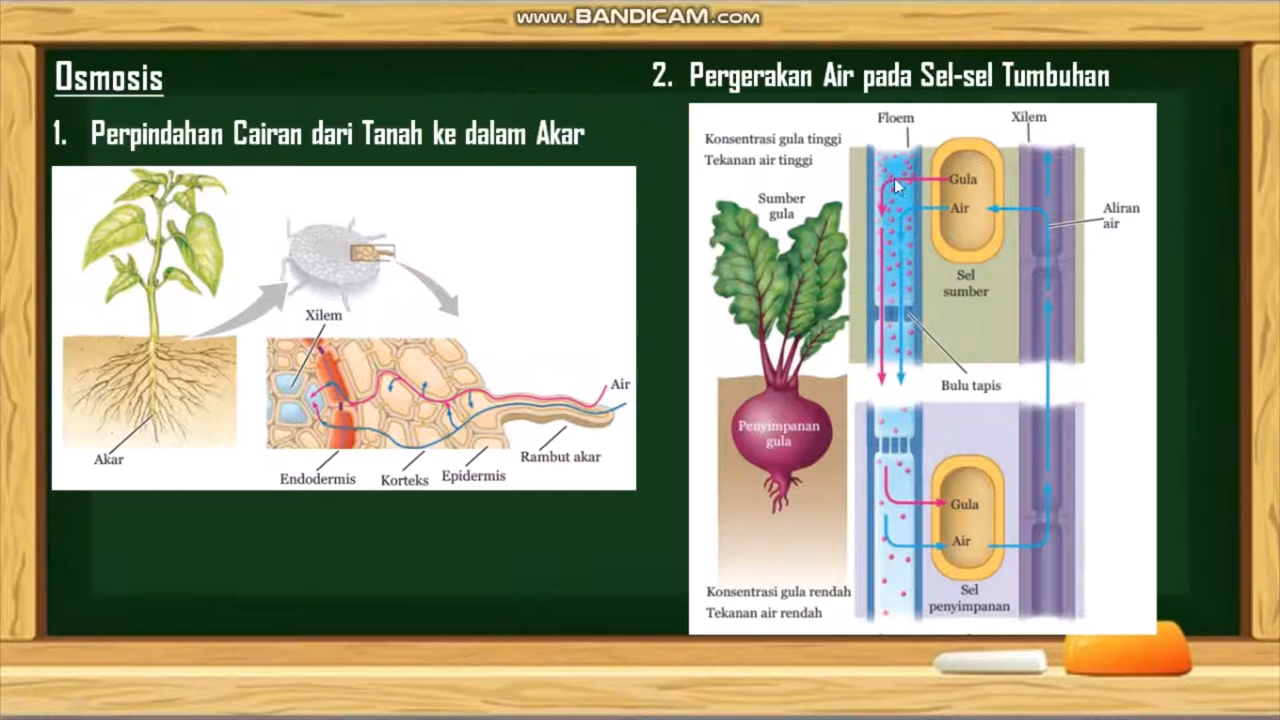 www.BANDICAM.com
Osmosis
1. Perpindahan Cairan dari Tanah ke dalam Akar
Xilem
Air
Akar
Rambut akar
Endodermis
Korteks
Epidermis
2. Pergerakan Air pada Sel-sel Tumbuhan
Floem
Xilem
Konsentrasi gula tinggi
Tekanan air tinggi
Gula
Sumber
gula
Air
Aliran
air
Sel
sumber
Bulu tapis
Penyimpanan
gula
Gula
Air
Konsentrasi gula rendah
Tekanan air rendah
Sel
penyimpanan